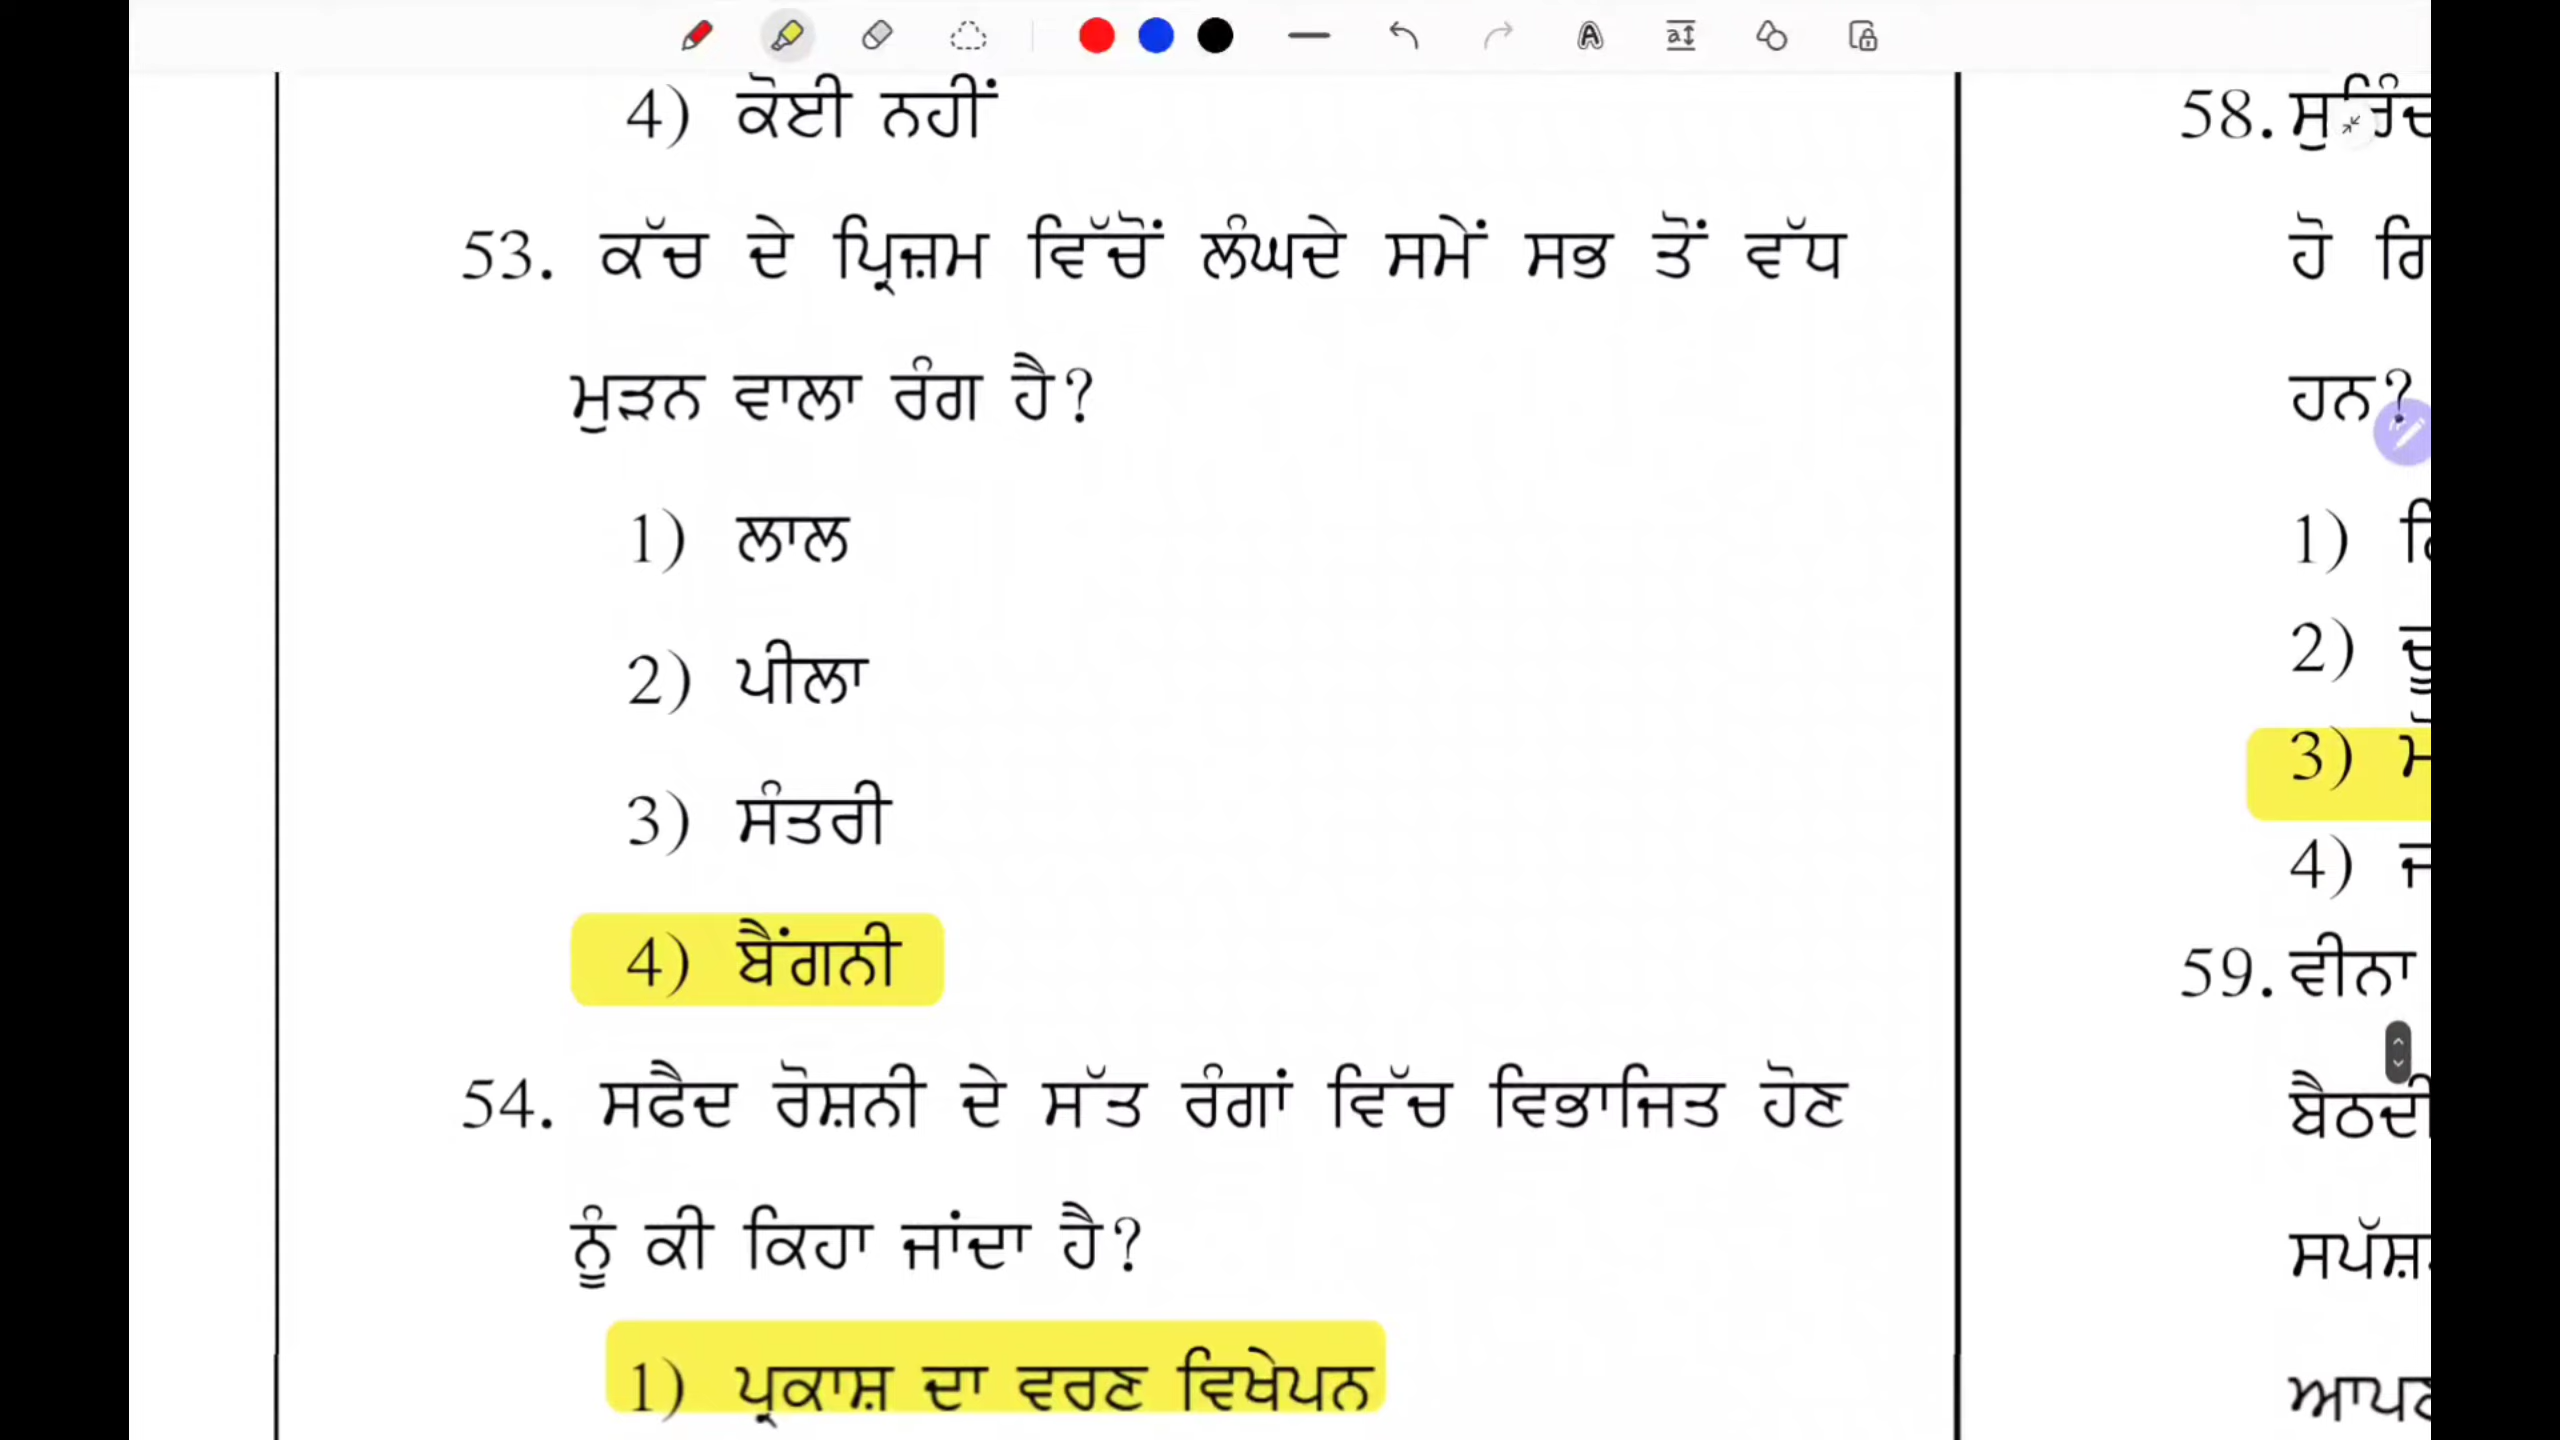 4) ਕੋਈ ਨਹੀਂ
53. ਕੱਚ ਦੇ ਪ੍ਰਿਜ਼ਮ ਵਿੱਚੋਂ ਲੰਘਦੇ ਸਮੇਂ ਸਭ ਤੋਂ ਵੱਧ
ਮੁੜਨ ਵਾਲਾ ਰੰਗ ਹੈ?
1) ਲਾਲ
2) ਪੀਲਾ
3) ਸੰਤਰੀ
4) ਬੈਂਗਨੀ
54. ਸਫੈਦ ਰੋਸ਼ਨੀ ਦੇ ਸੱਤ ਰੰਗਾਂ ਵਿੱਚ ਵਿਭਾਜਿਤ ਹੋਣ
ਨੂੰ ਕੀ ਕਿਹਾ ਜਾਂਦਾ ਹੈ?
1) ਪ੍ਰਕਾਸ਼ ਦਾ ਵਰਣ ਵਿਖੇਪਨ
58.
ਹੋ
ਹਨ?
1)
2)
3)
4)
59. ਵੀਨਾ